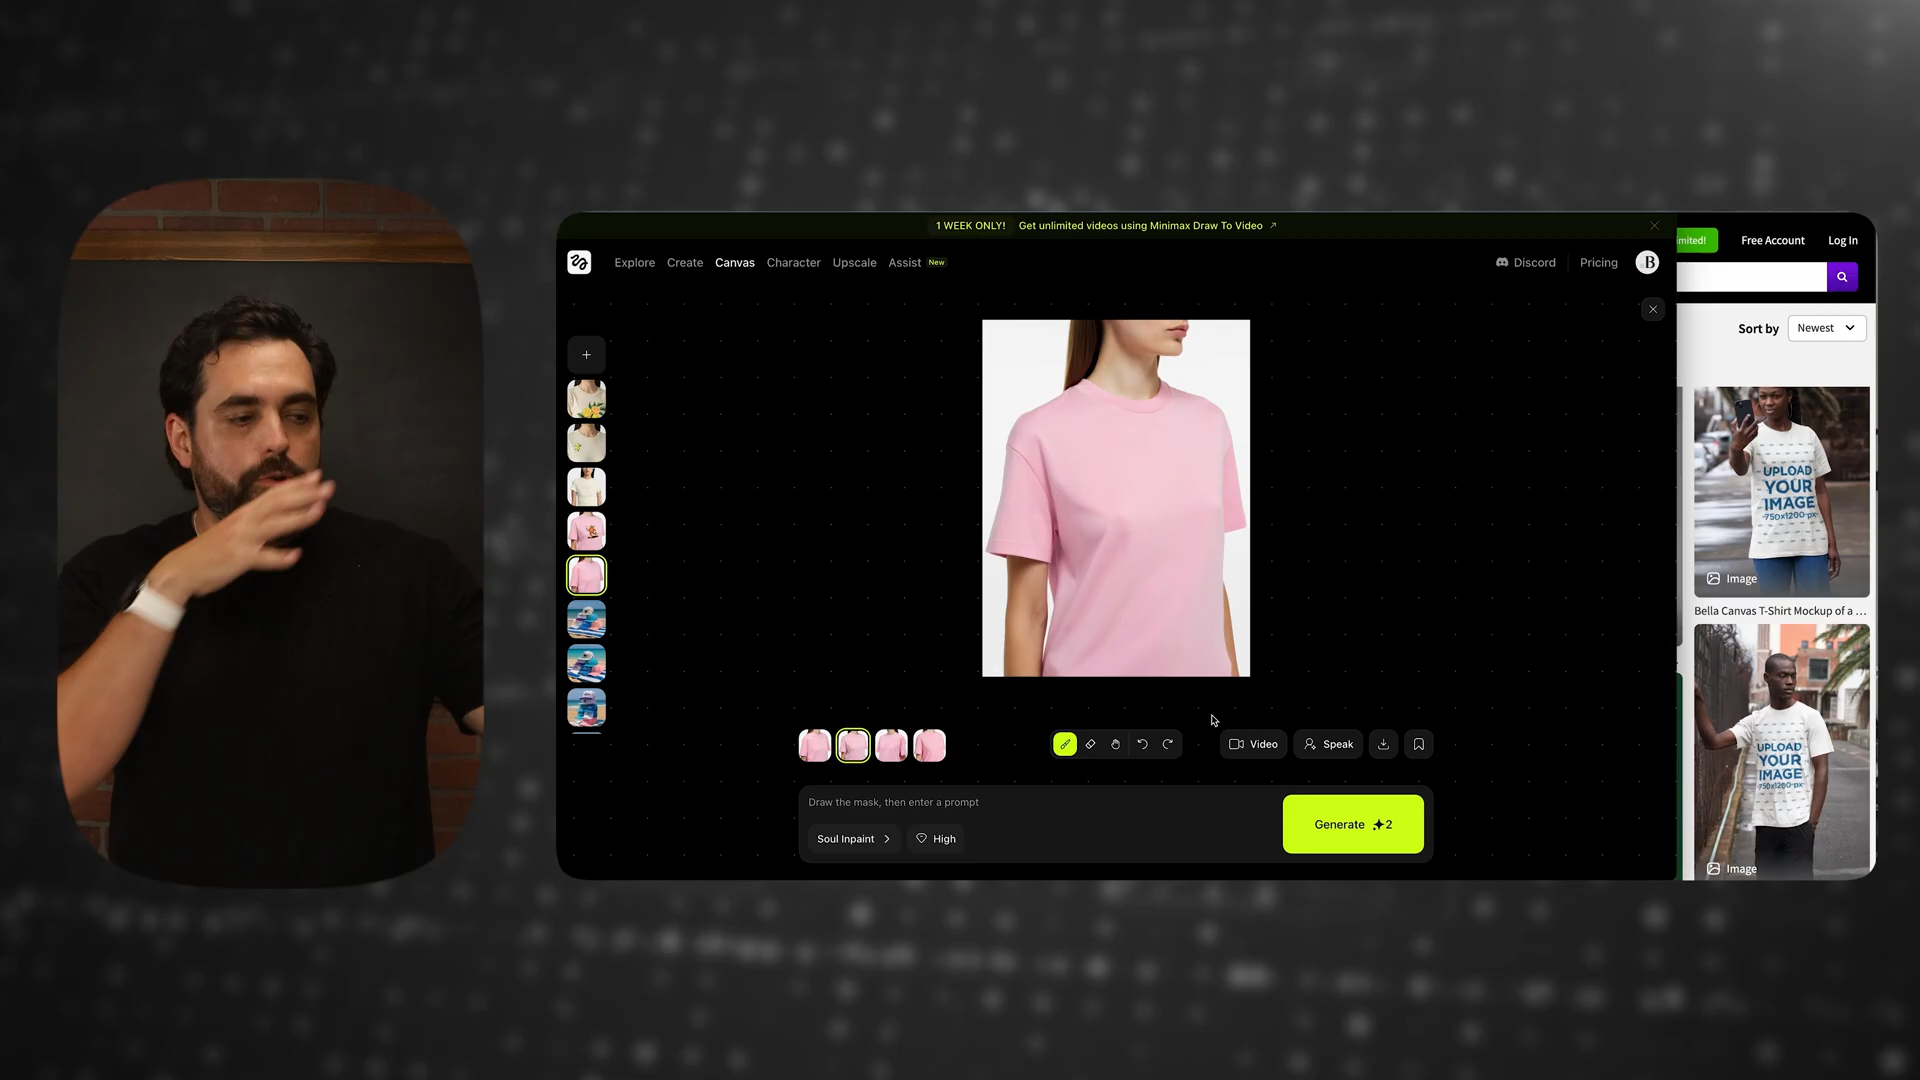 1 WEEK ONLY! Get unlimited videos using Minimax Draw To Video
Explore Create Canvas Character Upscale Assist New
Discord Pricing B
Draw the mask, then enter a prompt
Soul Inpaint High
Video Speak
Generate 2
Free Account Log In
Sort by Newest
UPLOAD
YOUR
IMAGE
750x1200 px
Image
Bella Canvas T-Shirt Mockup of a ...
UPLOAD
YOUR
IMAGE
750x1200 px
Image